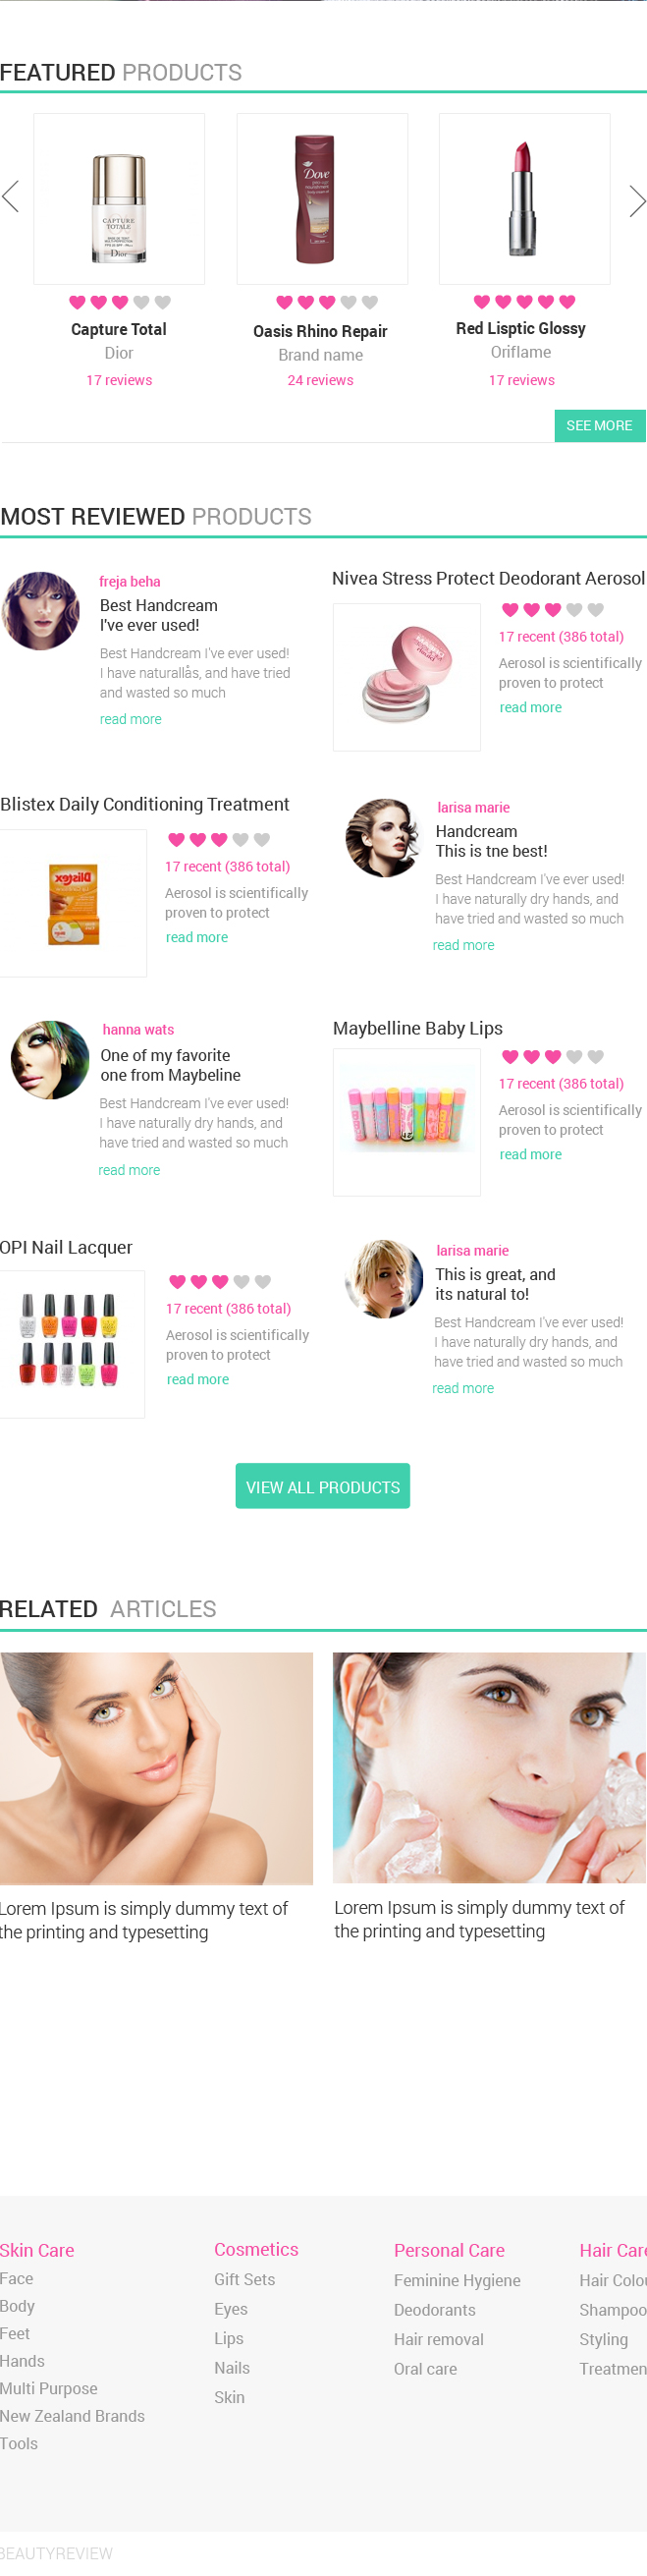 FEATURED PRODUCTS
CAPTURE
TOTALE
Dior
Dove
Capture Total
Dior
17 reviews
Oasis Rhino Repair
Brand name
24 reviews
Red Lisptic Glossy
Oriflame
17 reviews
SEE MORE
MOST REVIEWED PRODUCTS
freja beha
Best Handcream
I've ever used!
Best Handcream I've ever used!
I have naturallås, and have tried
and wasted so much
read more
Nivea Stress Protect Deodorant Aerosol
17 recent (386 total)
Aerosol is scientifically
proven to protect
read more
Blistex Daily Conditioning Treatment
Blistex
17 recent (386 total)
Aerosol is scientifically
proven to protect
read more
larisa marie
Handcream
This is tne best!
Best Handcream I've ever used!
I have naturally dry hands, and
have tried and wasted so much
read more
hanna wats
One of my favorite
one from Maybeline
Best Handcream I've ever used!
I have naturally dry hands, and
have tried and wasted so much
read more
Maybelline Baby Lips
17 recent (386 total)
Aerosol is scientifically
proven to protect
read more
OPI Nail Lacquer
17 recent (386 total)
Aerosol is scientifically
proven to protect
read more
larisa marie
This is great, and
its natural to!
Best Handcream I've ever used!
I have naturally dry hands, and
have tried and wasted so much
read more
VIEW ALL PRODUCTS
RELATED ARTICLES
Lorem Ipsum is simply dummy text of
the printing and typesetting
Lorem Ipsum is simply dummy text of
the printing and typesetting
Skin Care
Face
Body
Feet
Hands
Multi Purpose
New Zealand Brands
Tools
Cosmetics
Gift Sets
Eyes
Lips
Nails
Skin
Personal Care
Feminine Hygiene
Deodorants
Hair removal
Oral care
Hair Care
Hair Colou
Shampoo
Styling
Treatmen
BEAUTYREVIEW